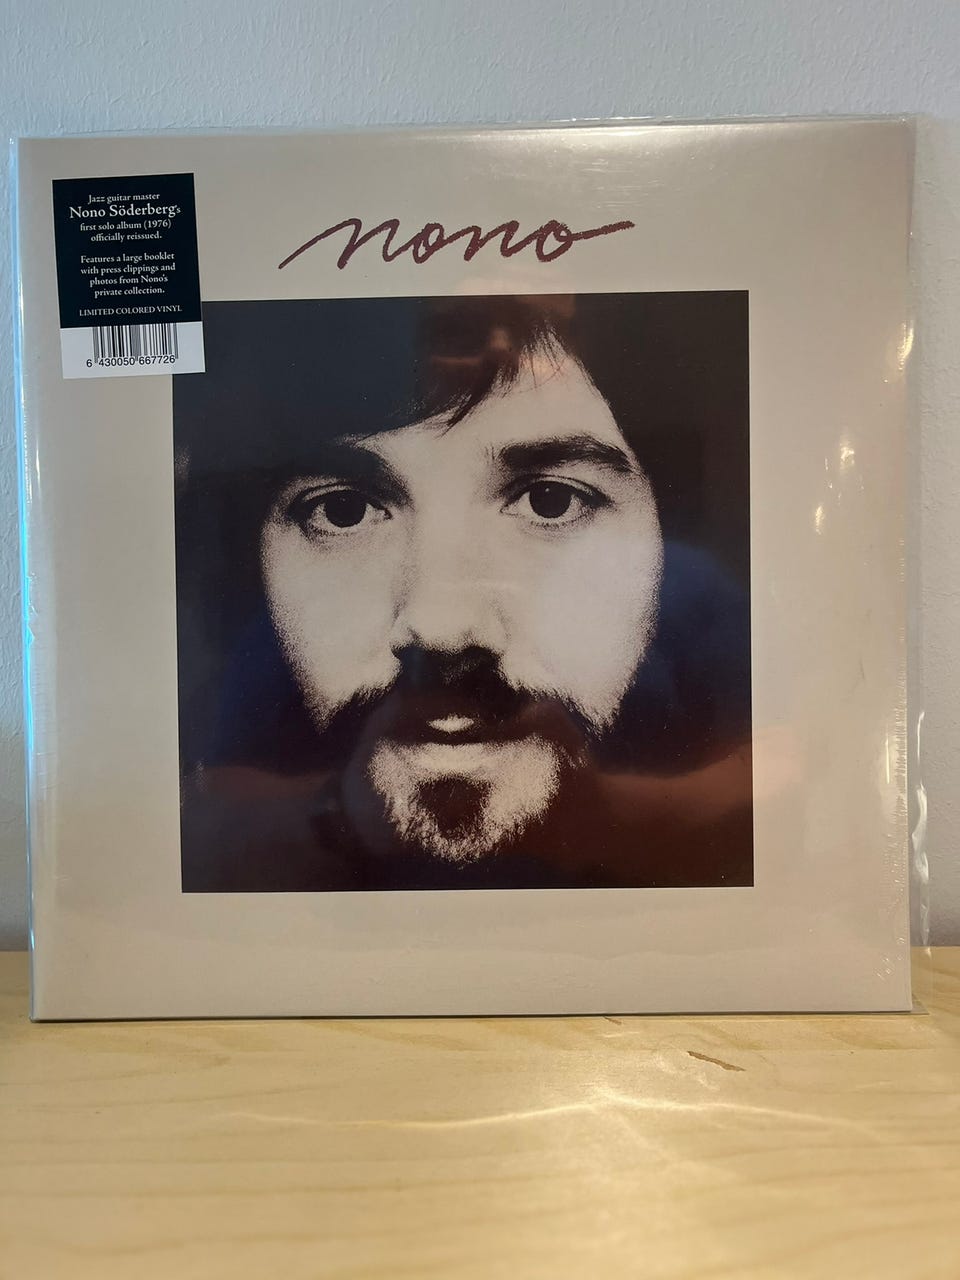 Jazz guitar master
Nono Söderberg's
first solo album (1976)
officially reissued.
Features a large booklet
with press clippings and
photos from Nono's
private collection.
LIMITED COLORED VINYL
6 430050 667726
nono